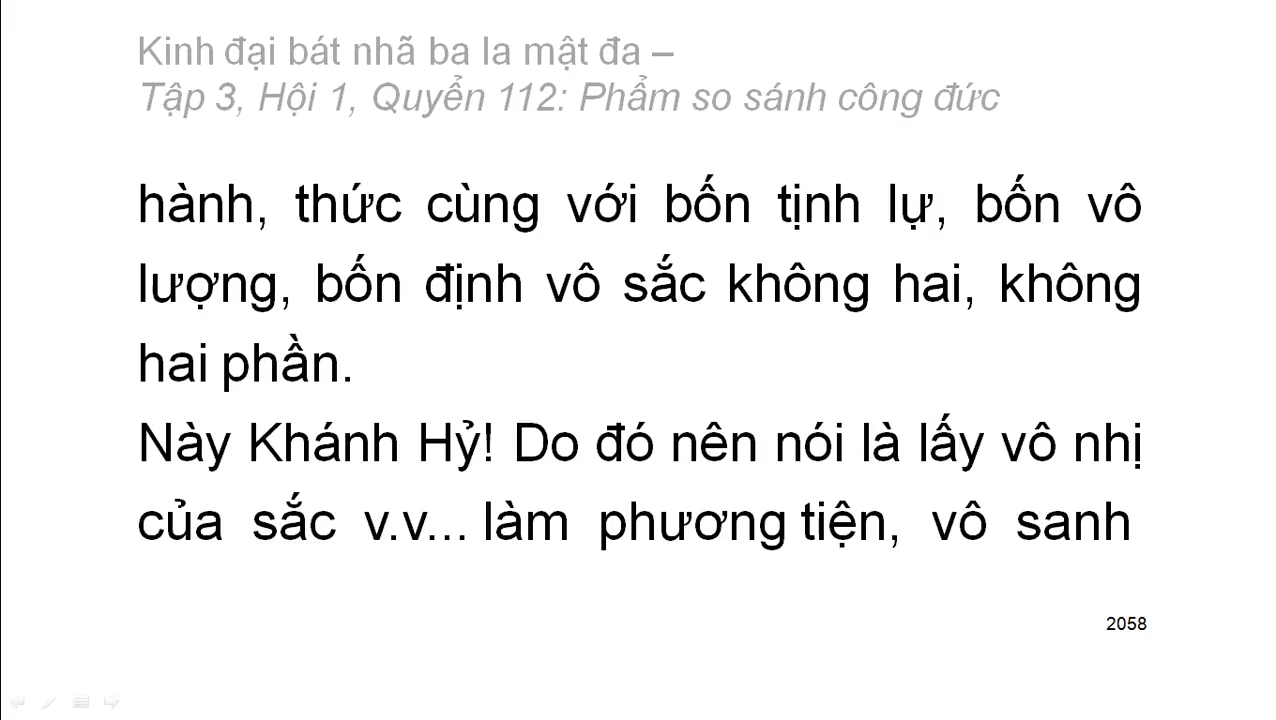 Kinh đại bát nhã ba la mật đa –
Tập 3, Hội 1, Quyển 112: Phẩm so sánh công đức
hành, thức cùng với bốn tịnh lự, bốn vô
lượng, bốn định vô sắc không hai, không
hai phần.
Này Khánh Hỷ! Do đó nên nói là lấy vô nhị
của sắc v.v... làm phương tiện, vô sanh
2058